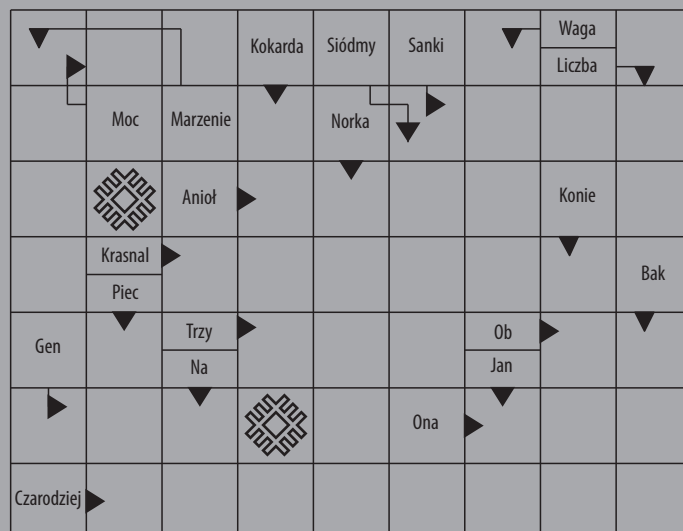 Kokarda Siódmy Sanki Waga
Liczba
Moc Marzenie Norka
Anioł Konie
Krasnal Bak
Piec
Gen Trzy Ob
Na Jan
Ona
Czarodziej